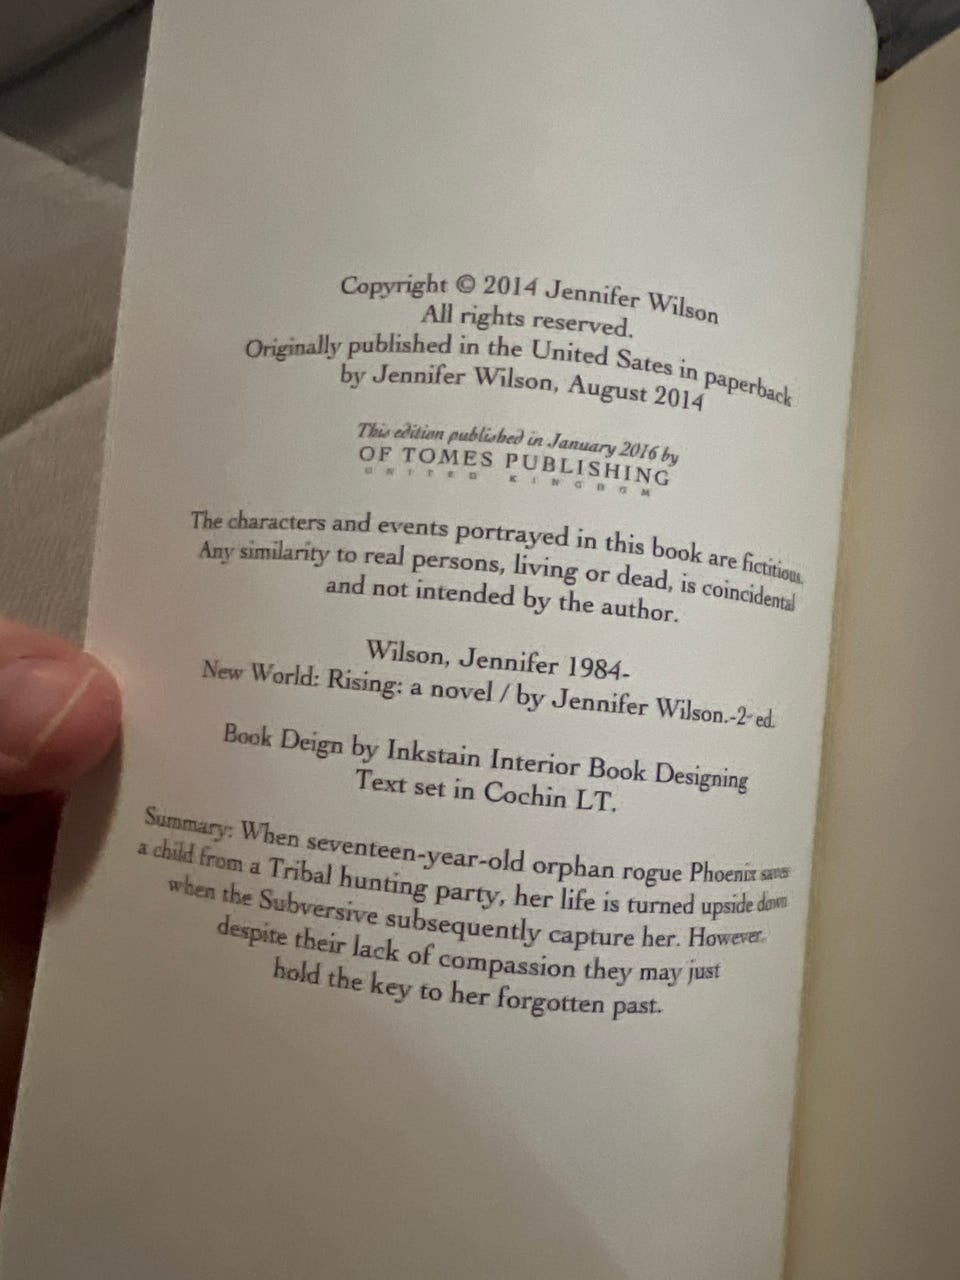 Copyright © 2014 Jennifer Wilson
All rights reserved.
Originally published in the United Sates in paperback
by Jennifer Wilson, August 2014
This edition published in January 2016 by
OF TOMES PUBLISHING
UNITED KINGDOM
The characters and events portrayed in this book are fictitious.
Any similarity to real persons, living or dead, is coincidental
and not intended by the author.
Wilson, Jennifer 1984-
New World: Rising: a novel / by Jennifer Wilson.-2nd ed.
Book Deign by Inkstain Interior Book Designing
Text set in Cochin LT.
Summary: When seventeen-year-old orphan rogue Phoenix saves
a child from a Tribal hunting party, her life is turned upside down
when the Subversive subsequently capture her. However,
despite their lack of compassion they may just
hold the key to her forgotten past.